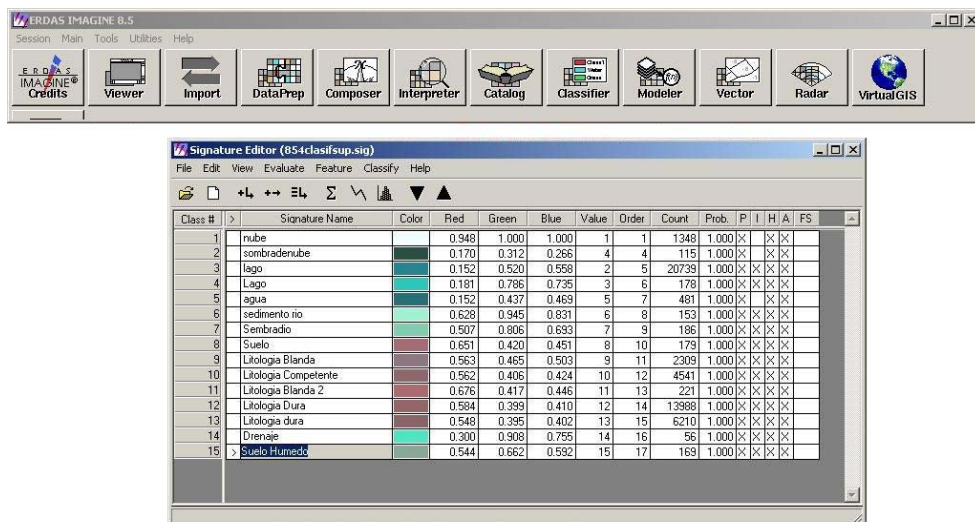 ERDAS IMAGINE 8.5
Session Main Tools Utilities Help
ERDAS IMAGINE® Credits Viewer Import DataPrep Composer Interpreter Catalog Classifier Modeler Vector Radar VirtualGIS
Signature Editor (854clasifsup.sig)
File Edit View Evaluate Feature Classify Help
Class # > Signature Name Color Red Green Blue Value Order Count Prob. P I H A FS
1 nube 0.948 1.000 1.000 1 1 1348 1.000 X X X
2 sombradenube 0.170 0.312 0.266 4 4 115 1.000 X X X
3 lago 0.152 0.520 0.558 2 5 20739 1.000 X X X X
4 Lago 0.181 0.786 0.735 3 6 178 1.000 X X X X
5 agua 0.152 0.437 0.469 5 7 481 1.000 X X X X
6 sedimento rio 0.628 0.945 0.831 6 8 153 1.000 X X X X
7 Sembradio 0.507 0.806 0.693 7 9 186 1.000 X X X X
8 Suelo 0.651 0.420 0.451 8 10 179 1.000 X X X X
9 Litologia Blanda 0.563 0.465 0.503 9 11 2309 1.000 X X X X
10 Litologia Competente 0.562 0.406 0.424 10 12 4541 1.000 X X X X
11 Litologia Blanda 2 0.676 0.417 0.446 11 13 221 1.000 X X X X
12 Litologia Dura 0.584 0.399 0.410 12 14 13988 1.000 X X X X
13 Litologia dura 0.548 0.395 0.402 13 15 6210 1.000 X X X X
14 Drenaje 0.300 0.908 0.755 14 16 56 1.000 X X X X
15 > Suelo Humedo 0.544 0.662 0.592 15 17 169 1.000 X X X X